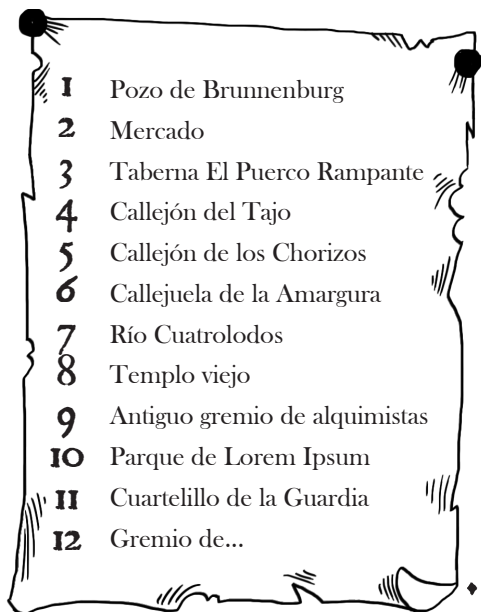 1 Pozo de Brunnenburg
2 Mercado
3 Taberna El Puerco Rampante
4 Callejón del Tajo
5 Callejón de los Chorizos
6 Callejuela de la Amargura
7 Río Cuatrolodos
8 Templo viejo
9 Antiguo gremio de alquimistas
10 Parque de Lorem Ipsum
11 Cuartelillo de la Guardia
12 Gremio de...